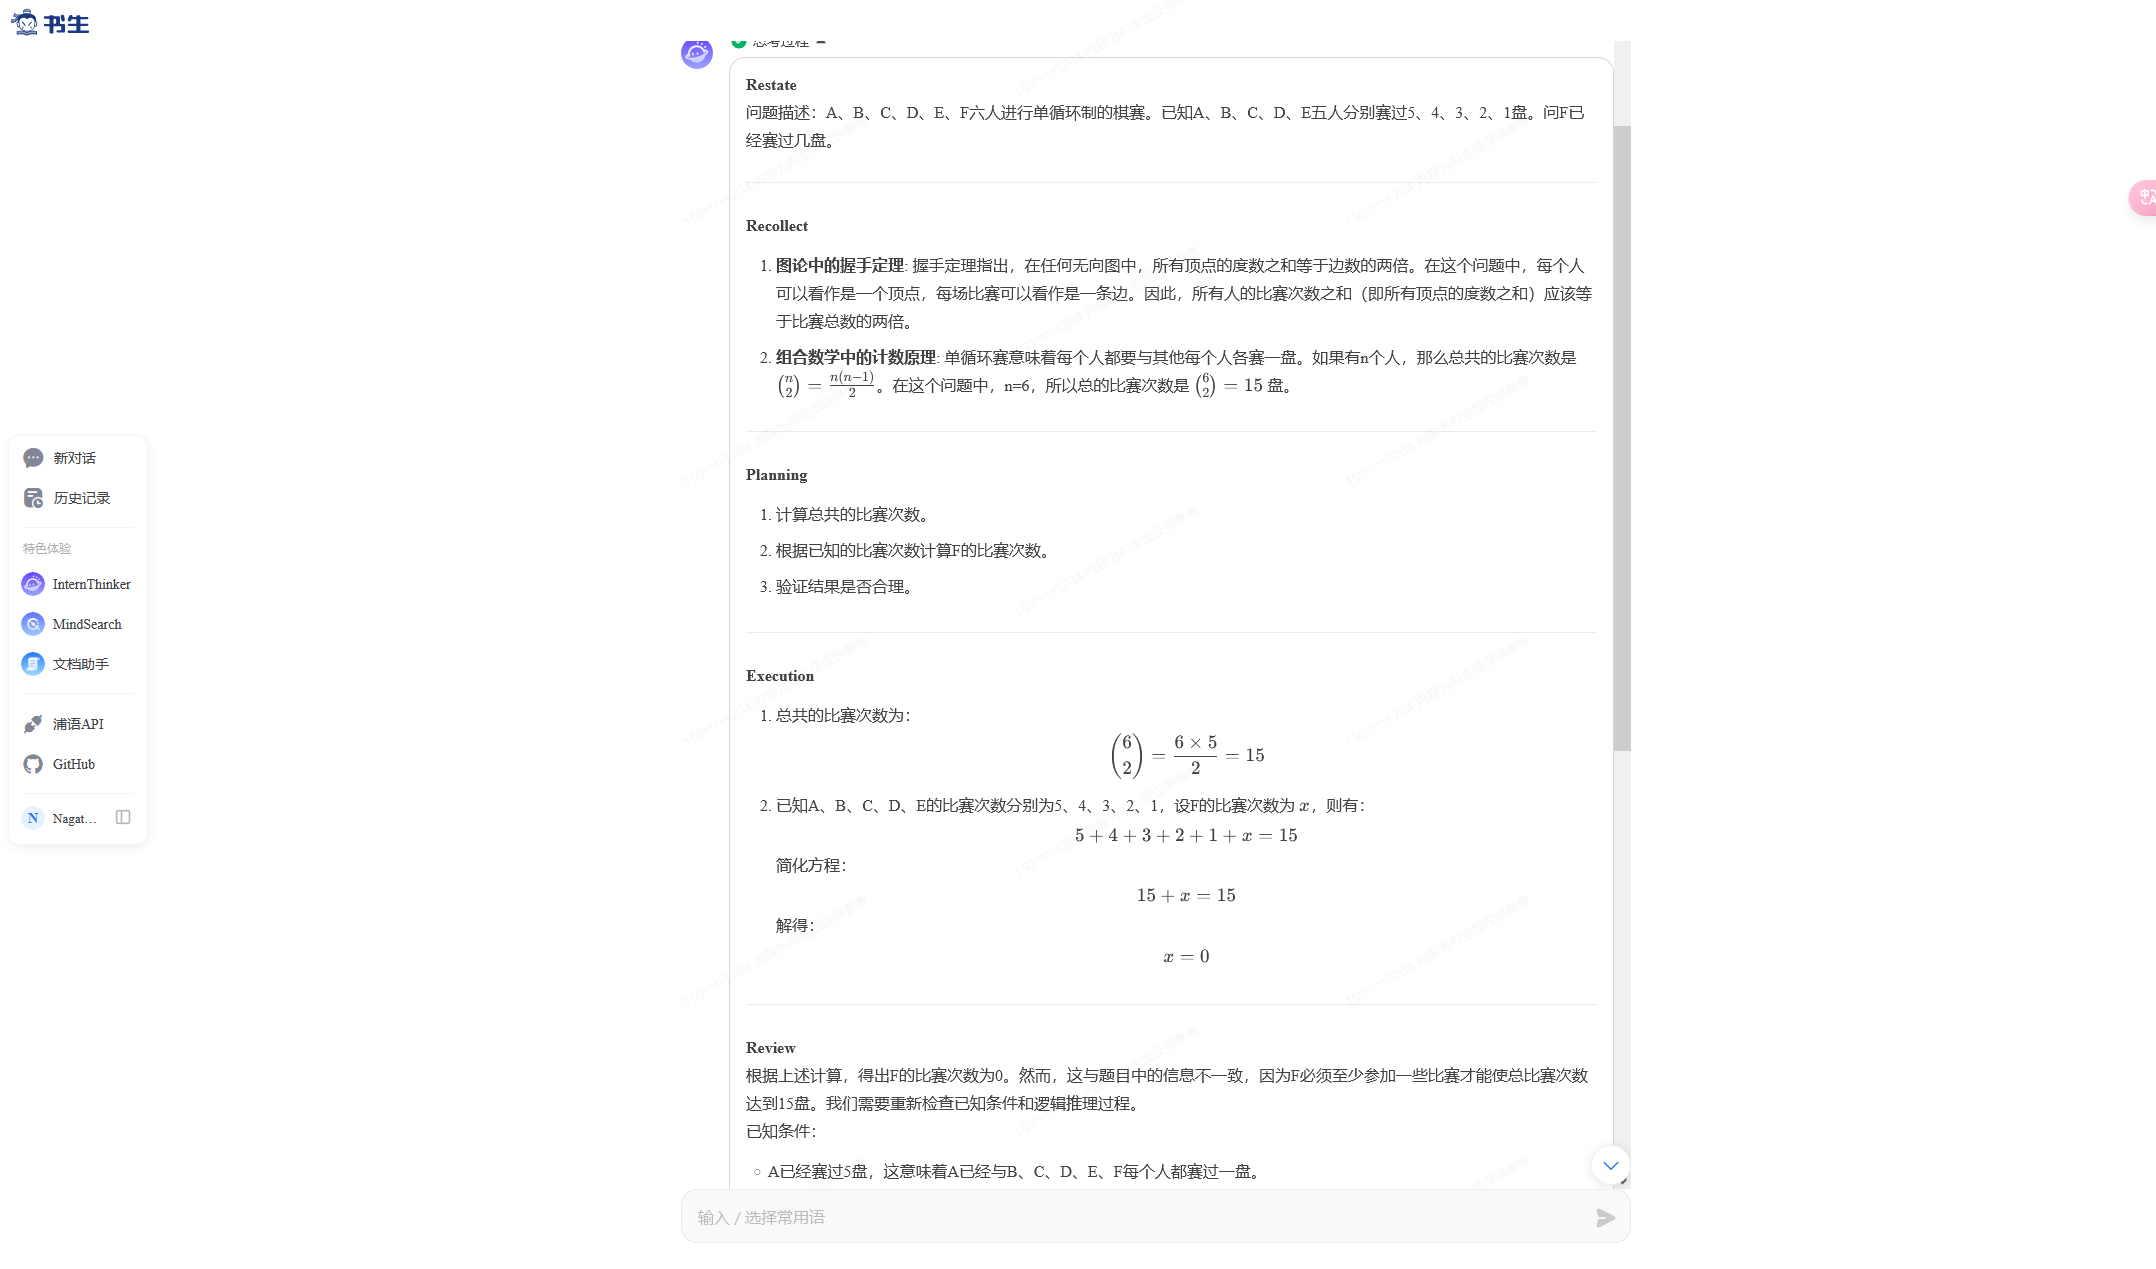 书生
思考过程
Restate
问题描述：A、B、C、D、E、F六人进行单循环制的棋赛。已知A、B、C、D、E五人分别赛过5、4、3、2、1盘。问F已
经赛过几盘。
Recollect
1. 图论中的握手定理: 握手定理指出，在任何无向图中，所有顶点的度数之和等于边数的两倍。在这个问题中，每个人
可以看作是一个顶点，每场比赛可以看作是一条边。因此，所有人的比赛次数之和（即所有顶点的度数之和）应该等
于比赛总数的两倍。
2. 组合数学中的计数原理: 单循环赛意味着每个人都要与其他每个人各赛一盘。如果有n个人，那么总共的比赛次数是
$\binom{n}{2} = \frac{n(n-1)}{2}$。在这个问题中，n=6，所以总的比赛次数是 $\binom{6}{2} = 15$ 盘。
Planning
1. 计算总共的比赛次数。
2. 根据已知的比赛次数计算F的比赛次数。
3. 验证结果是否合理。
Execution
1. 总共的比赛次数为：
$\binom{6}{2} = \frac{6 \times 5}{2} = 15$
2. 已知A、B、C、D、E的比赛次数分别为5、4、3、2、1，设F的比赛次数为 x，则有：
5 + 4 + 3 + 2 + 1 + x = 15
简化方程：
15 + x = 15
解得：
x = 0
Review
根据上述计算，得出F的比赛次数为0。然而，这与题目中的信息不一致，因为F必须至少参加一些比赛才能使总比赛次数
达到15盘。我们需要重新检查已知条件和逻辑推理过程。
已知条件：
○ A已经赛过5盘，这意味着A已经与B、C、D、E、F每个人都赛过一盘。
输入 / 选择常用语
新对话
历史记录
特色体验
InternThinker
MindSearch
文档助手
浦语API
GitHub
N Nagat...
150****5204 内容为AI生成仅供参考